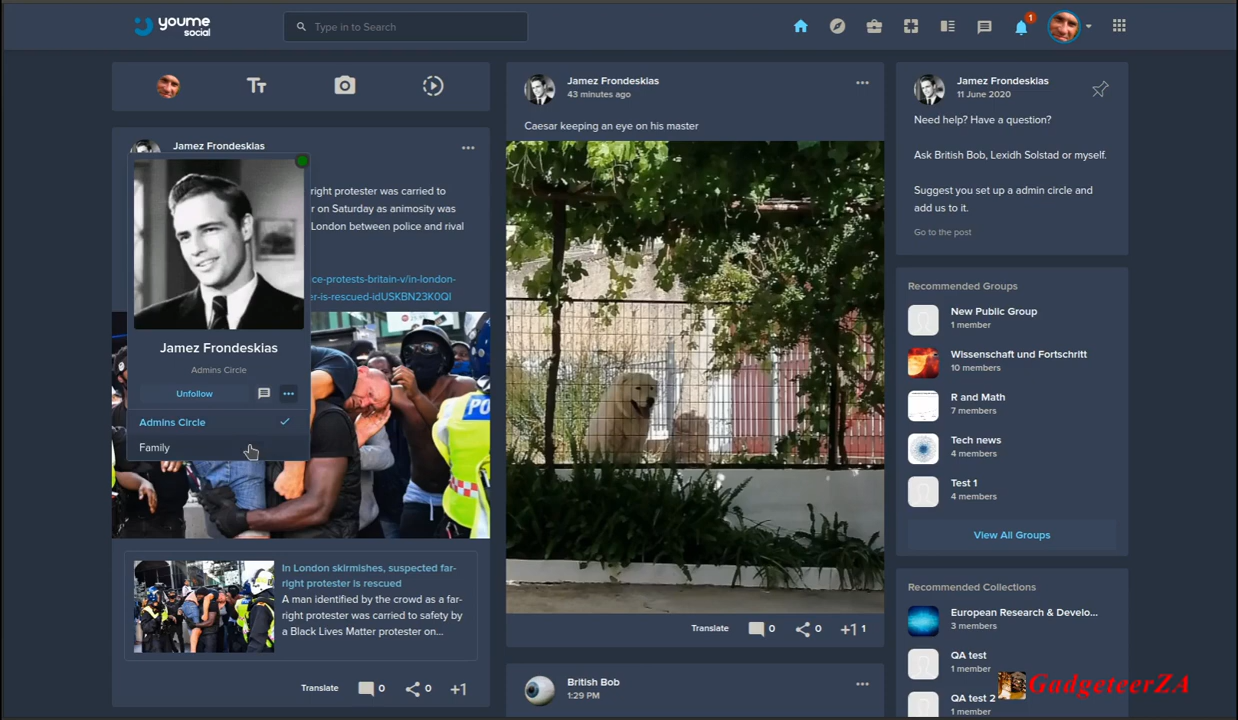 youme
social
Type in to Search
1
Jamez Frondeskias
right protester was carried to
r on Saturday as animosity was
London between police and rival
ce-protests-britain-v/in-london-
er-is-rescued-idUSKBN23K0QI
Jamez Frondeskias
Admins Circle
Unfollow
Admins Circle
Family
PO
In London skirmishes, suspected far-
right protester is rescued
A man identified by the crowd as a far-
right protester was carried to safety by
a Black Lives Matter protester on...
Translate 0 0 +1
Jamez Frondeskias
43 minutes ago
Caesar keeping an eye on his master
Translate 0 0 +1 1
British Bob
1:29 PM
Jamez Frondeskias
11 June 2020
Need help? Have a question?
Ask British Bob, Lexidh Solstad or myself.
Suggest you set up a admin circle and
add us to it.
Go to the post
Recommended Groups
New Public Group
1 member
Wissenschaft und Fortschritt
10 members
R and Math
7 members
Tech news
4 members
Test 1
4 members
View All Groups
Recommended Collections
European Research & Develo...
3 members
QA test
1 member
QA test 2
1 member
GadgeteerZA